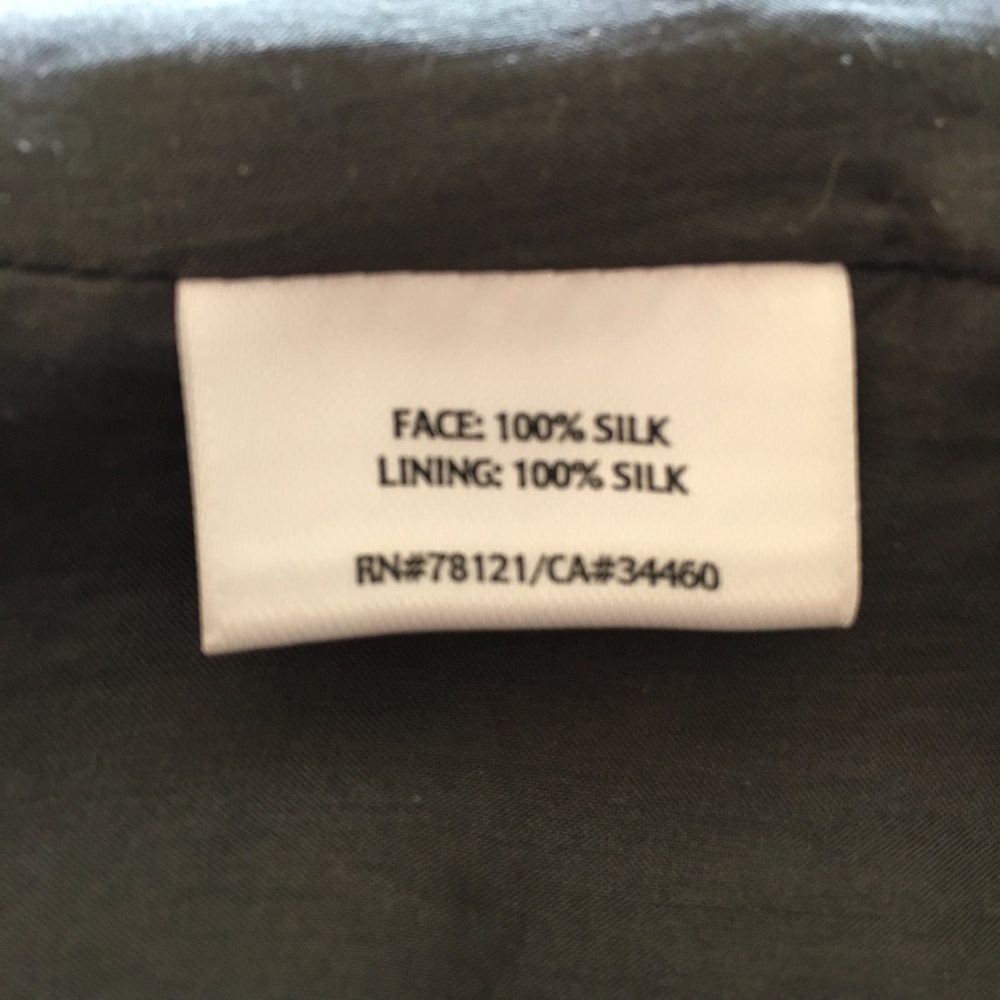 FACE: 100% SILK
LINING: 100% SILK
RN#78121/CA#34460